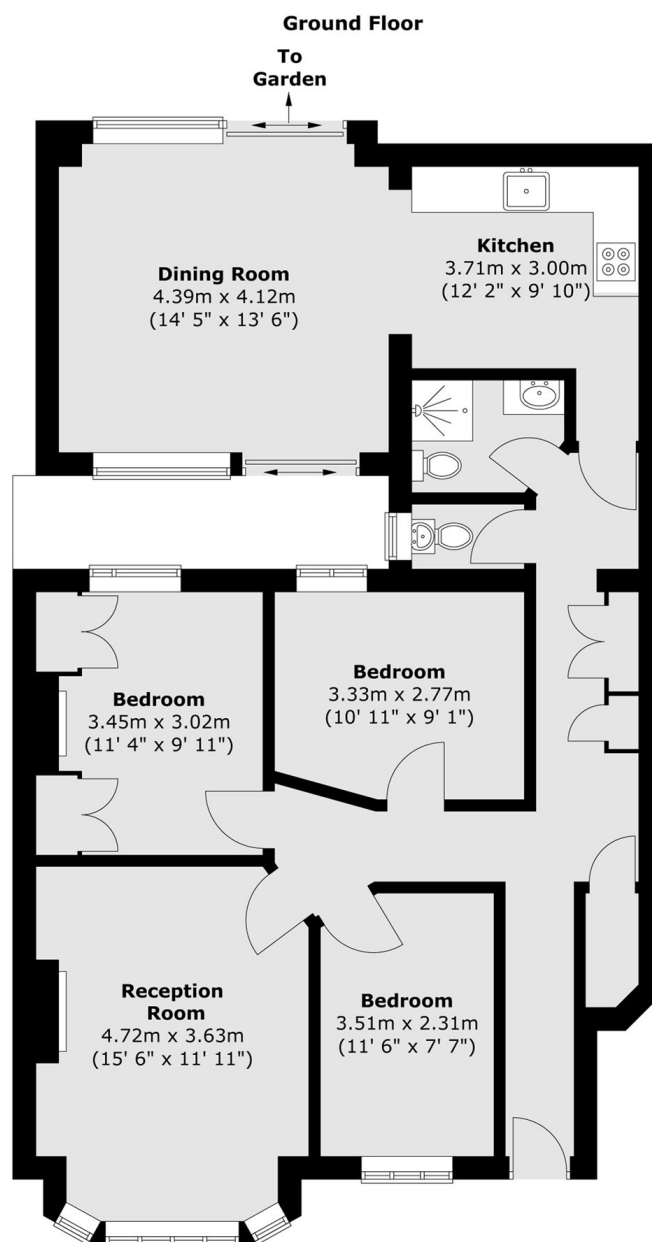 Ground Floor
To
Garden
Dining Room
4.39m x 4.12m
(14' 5" x 13' 6")
Kitchen
3.71m x 3.00m
(12' 2" x 9' 10")
Bedroom
3.45m x 3.02m
(11' 4" x 9' 11")
Bedroom
3.33m x 2.77m
(10' 11" x 9' 1")
Reception
Room
4.72m x 3.63m
(15' 6" x 11' 11")
Bedroom
3.51m x 2.31m
(11' 6" x 7' 7")